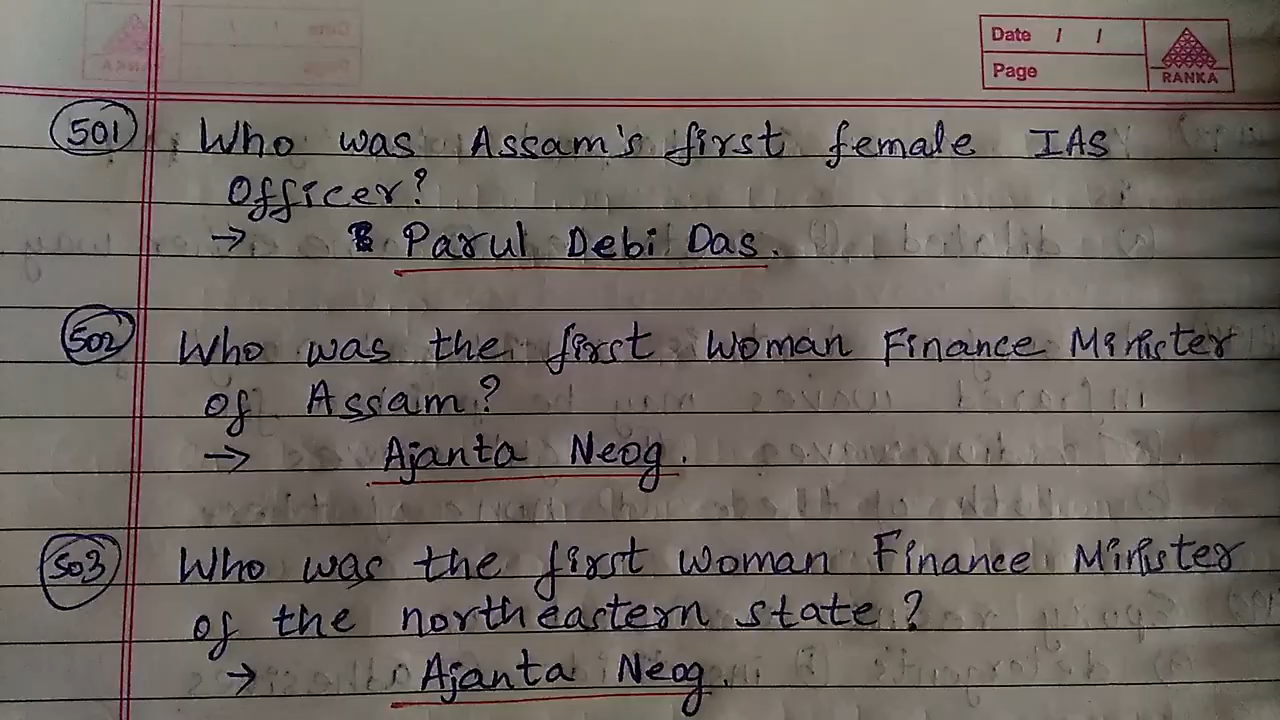 Date / /
Page
RANKA
501 Who was Assam's first female IAS
Officer?
→ Parul Debi Das.
502 Who was the first woman Finance Minister
of Assam?
→ Ajanta Neog.
503 Who was the first woman Finance Minister
of the northeastern state?
→ Ajanta Neog.